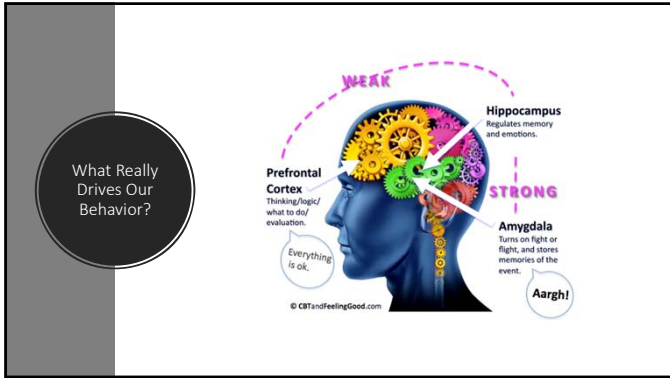 What Really
Drives Our
Behavior?
WEAK
Hippocampus
Regulates memory
and emotions.
Prefrontal
Cortex
Thinking/logic/
what to do/
evaluation.
Everything
is ok.
STRONG
Amygdala
Turns on fight or
flight, and stores
memories of the
event.
Aargh!
© CBTandFeelingGood.com